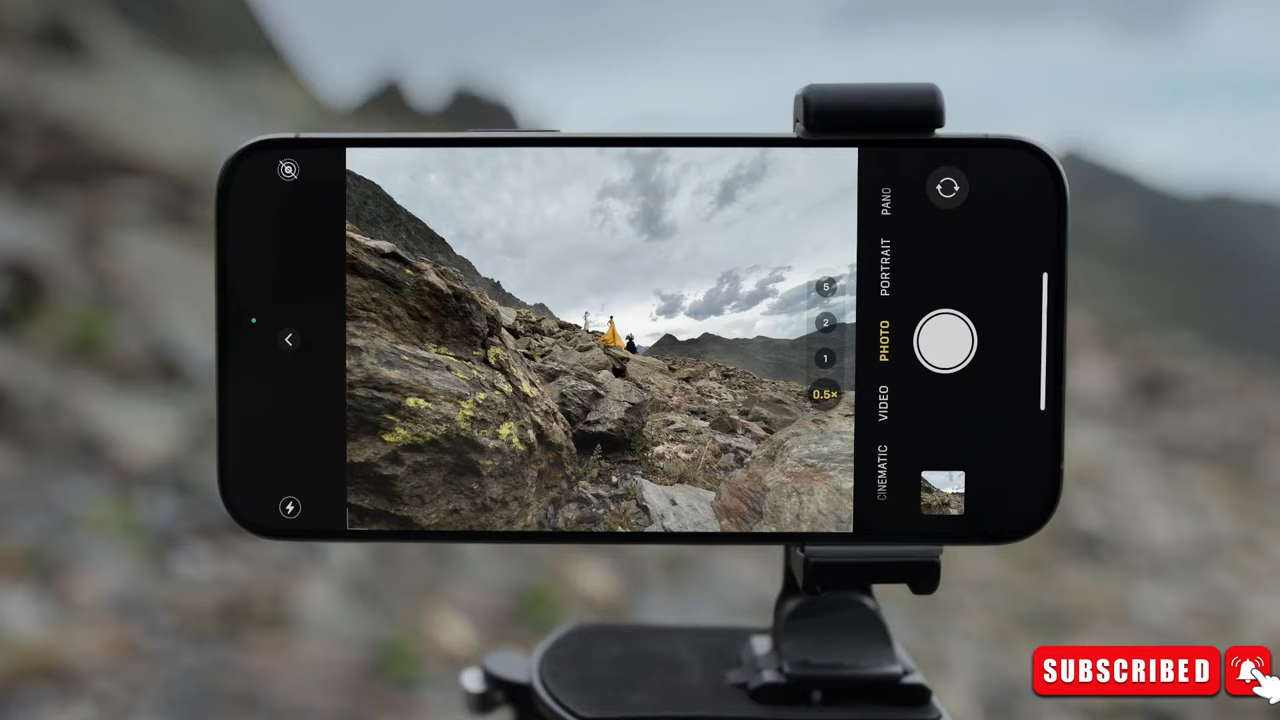 PANO
PORTRAIT
PHOTO
VIDEO
CINEMATIC
5
2
1
0.5×
SUBSCRIBED